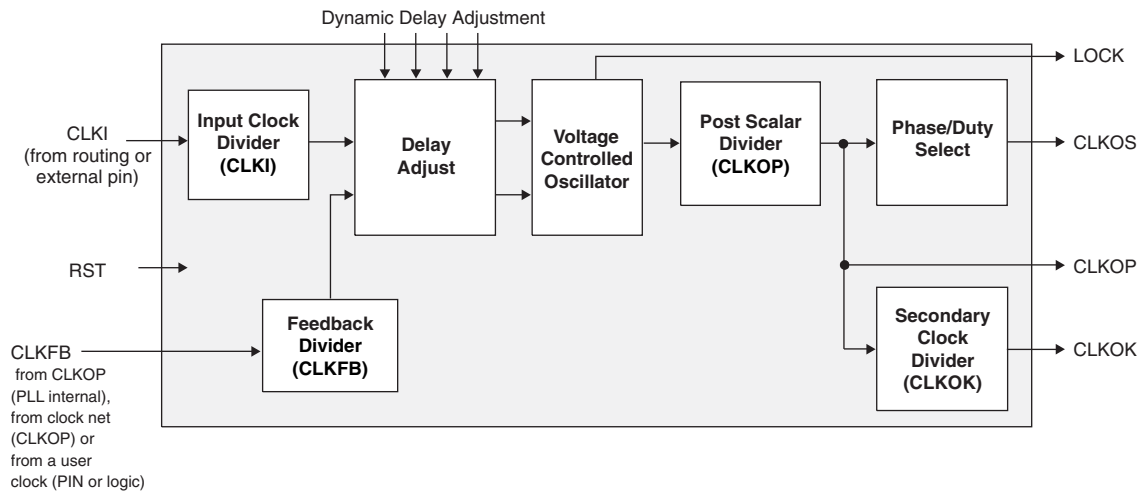 Dynamic Delay Adjustment
LOCK
CLKI
(from routing or
external pin)
Input Clock
Divider
(CLKI)
Delay
Adjust
Voltage
Controlled
Oscillator
Post Scalar
Divider
(CLKOP)
Phase/Duty
Select
CLKOS
RST
CLKOP
CLKFB
from CLKOP
(PLL internal),
from clock net
(CLKOP) or
from a user
clock (PIN or logic)
Feedback
Divider
(CLKFB)
Secondary
Clock
Divider
(CLKOK)
CLKOK